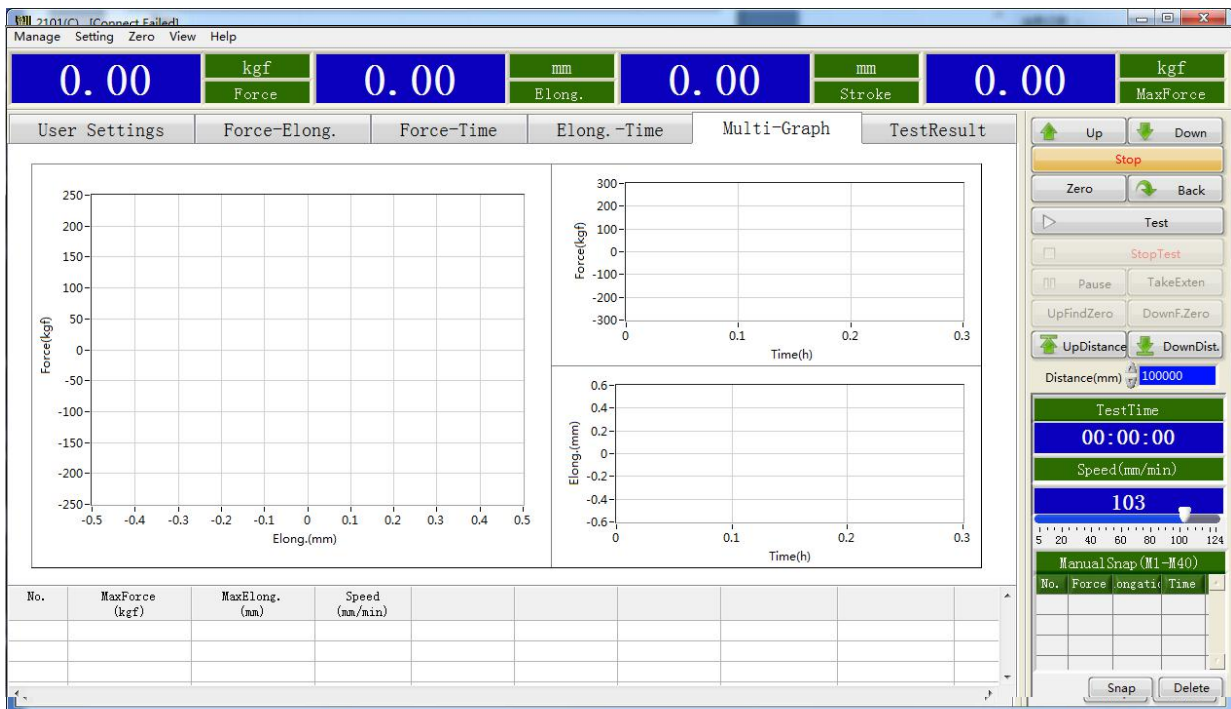 2101(C) [Connect Failed]
Manage Setting Zero View Help
0.00 kgf Force 0.00 mm Elong. 0.00 mm Stroke 0.00 kgf MaxForce
User Settings Force-Elong. Force-Time Elong.-Time Multi-Graph TestResult
250
200
150
100
50
0
-50
-100
-150
-200
-250
Force(kgf)
-0.5 -0.4 -0.3 -0.2 -0.1 0 0.1 0.2 0.3 0.4 0.5
Elong.(mm)
300
200
100
0
-100
-200
-300
Force(kgf)
0 0.1 0.2 0.3
Time(h)
0.6
0.4
0.2
0
-0.2
-0.4
-0.6
Elong.(mm)
0 0.1 0.2 0.3
Time(h)
No. MaxForce MaxElong. Speed
(kgf) (mm) (mm/min)
Up Down
Stop
Zero Back
Test
StopTest
Pause TakeExten
UpFindZero DownF.Zero
UpDistance DownDist.
Distance(mm) 100000
TestTime
00:00:00
Speed(mm/min)
103
5 20 40 60 80 100 124
ManualSnap(M1-M40)
No. Force ongati Time
Snap Delete